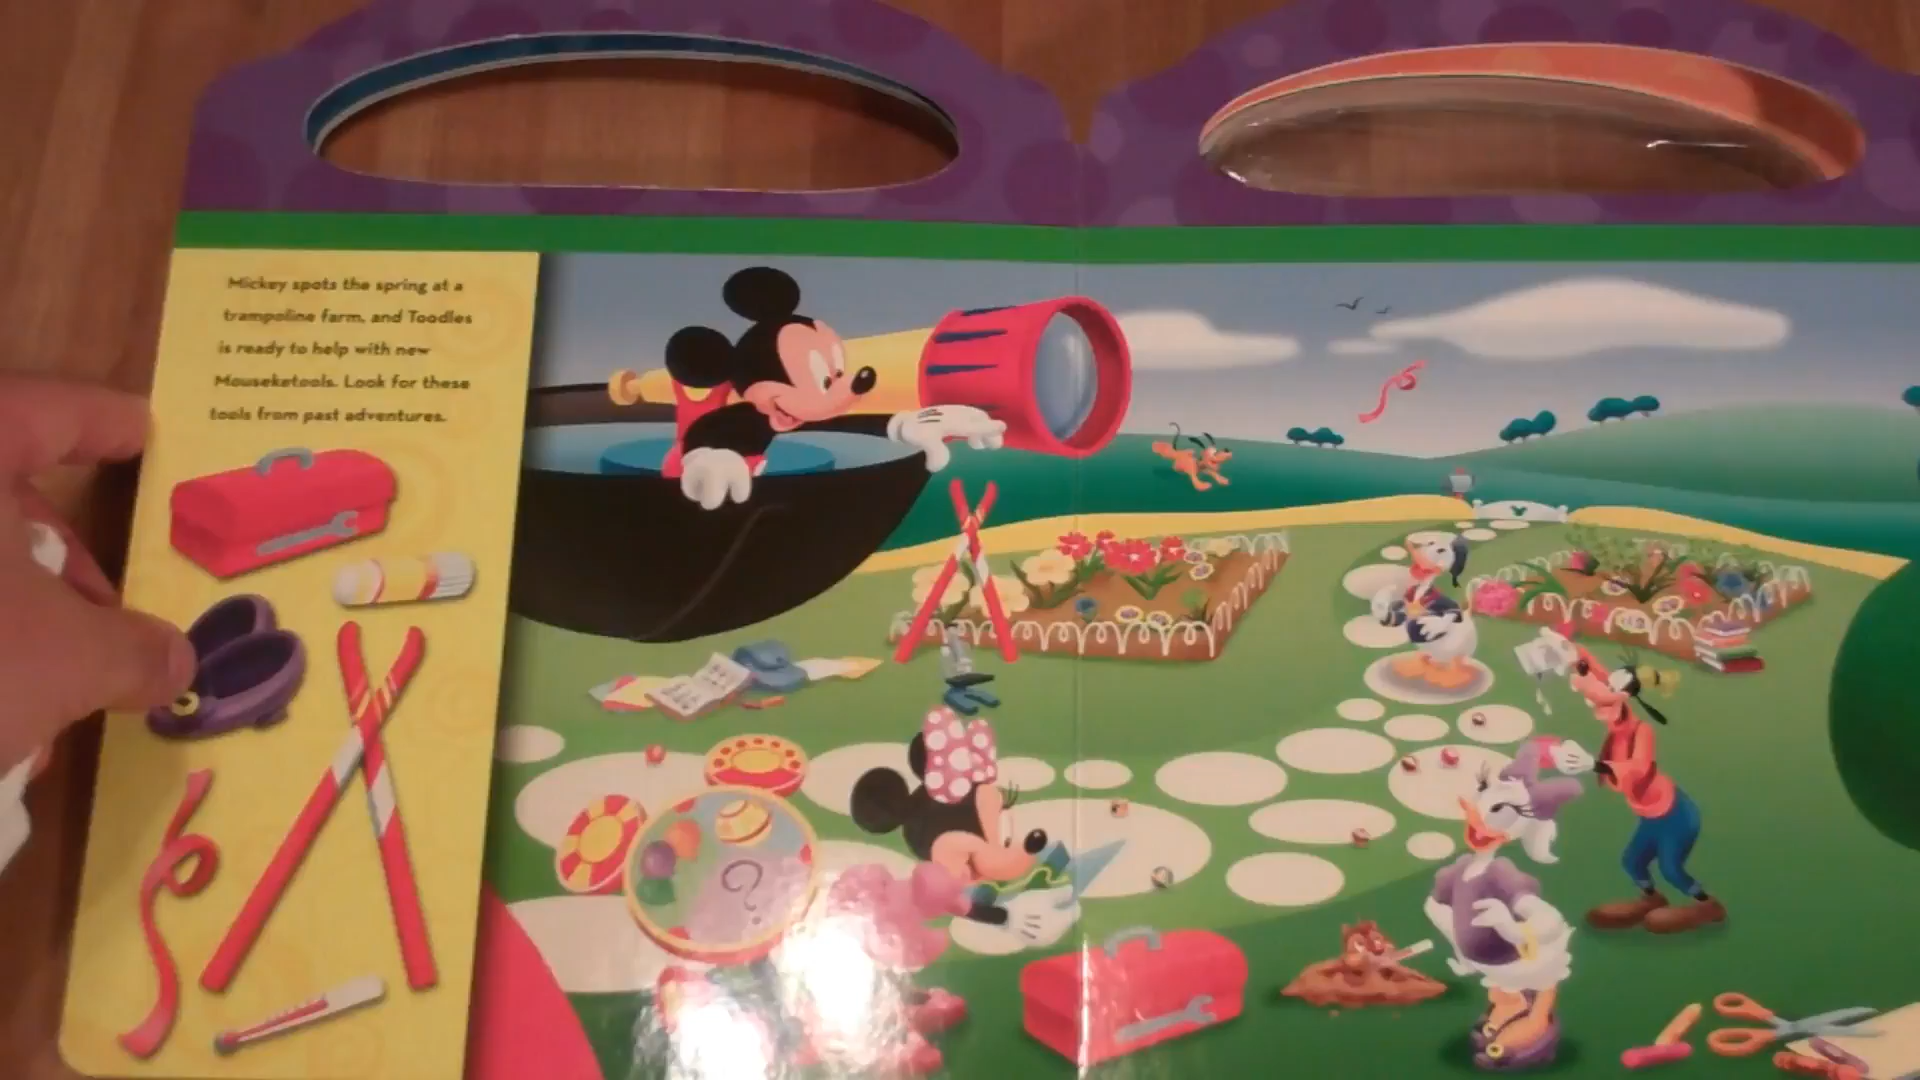 Mickey spots the spring at a
trampoline farm, and Toodles
is ready to help with new
Mouseketools. Look for these
tools from past adventures.
?